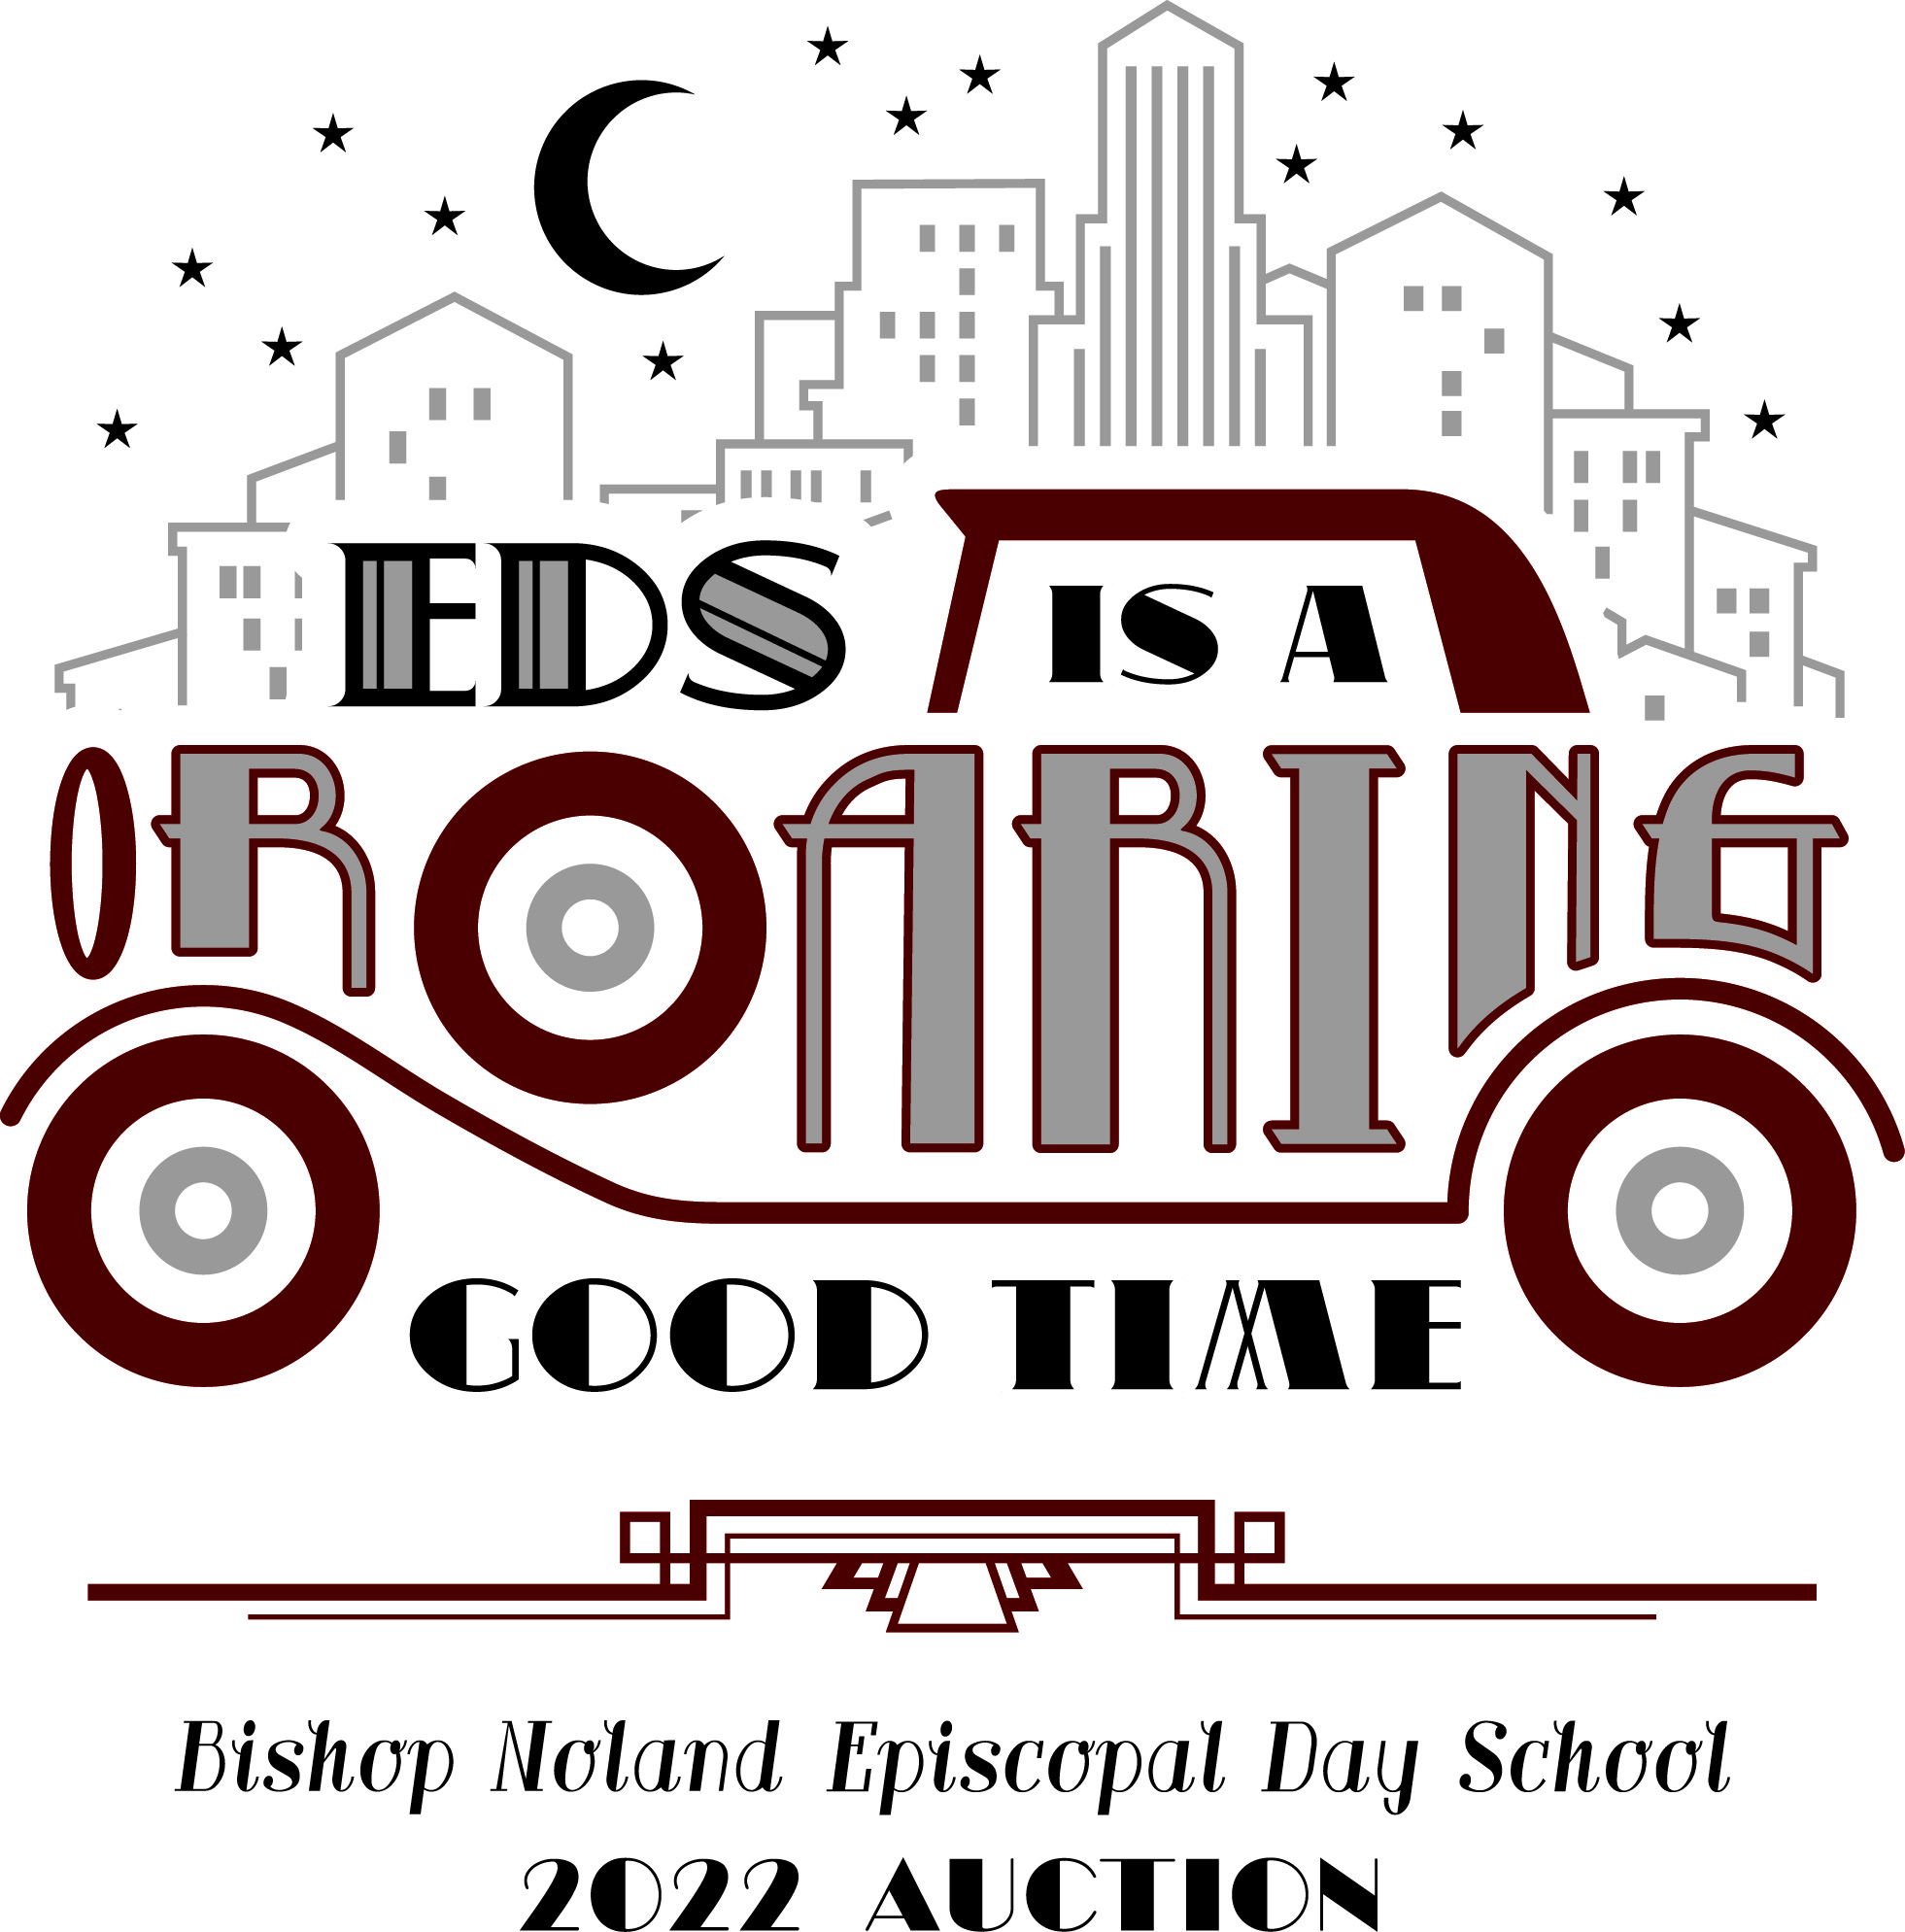 EDS IS A
ROARING
GOOD TIME
Bishop Noland Episcopal Day School
2022 AUCTION